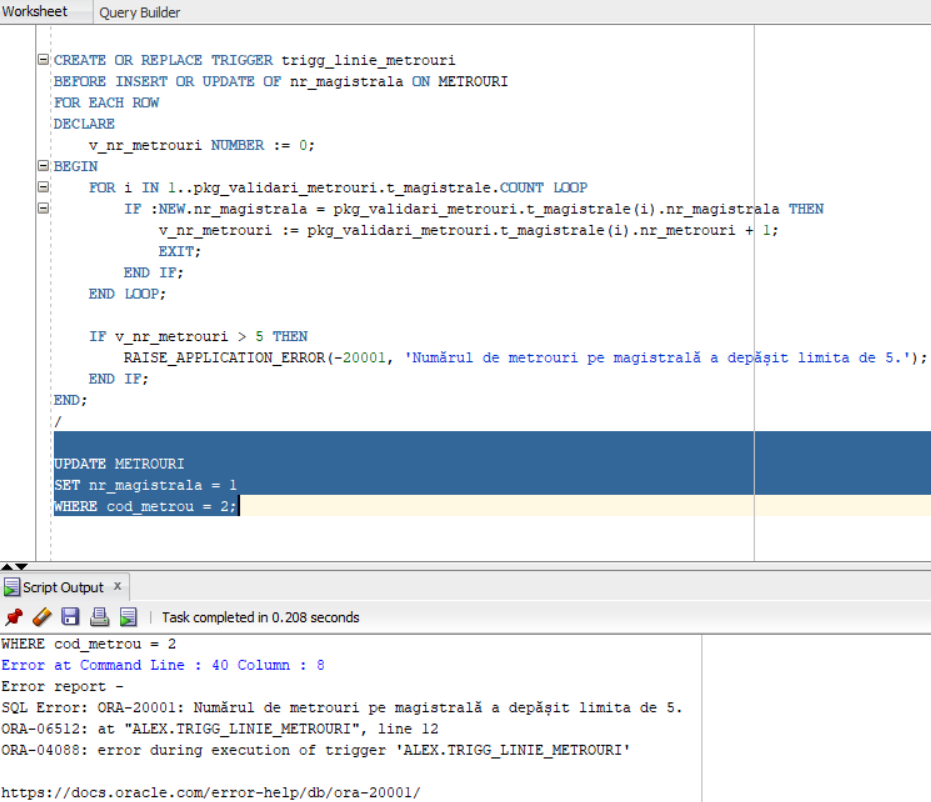 Worksheet Query Builder
CREATE OR REPLACE TRIGGER trigg_linie_metrouri
BEFORE INSERT OR UPDATE OF nr_magistrala ON METROURI
FOR EACH ROW
DECLARE
    v_nr_metrouri NUMBER := 0;
BEGIN
    FOR i IN 1..pkg_validari_metrouri.t_magistrale.COUNT LOOP
        IF :NEW.nr_magistrala = pkg_validari_metrouri.t_magistrale(i).nr_magistrala THEN
            v_nr_metrouri := pkg_validari_metrouri.t_magistrale(i).nr_metrouri + 1;
            EXIT;
        END IF;
    END LOOP;
    IF v_nr_metrouri > 5 THEN
        RAISE_APPLICATION_ERROR(-20001, 'Numărul de metrouri pe magistrală a depășit limita de 5.');
    END IF;
END;
/
UPDATE METROURI
SET nr_magistrala = 1
WHERE cod_metrou = 2;
Script Output x
Task completed in 0.208 seconds
WHERE cod_metrou = 2
Error at Command Line : 40 Column : 8
Error report -
SQL Error: ORA-20001: Numărul de metrouri pe magistrală a depășit limita de 5.
ORA-06512: at "ALEX.TRIGG_LINIE_METROURI", line 12
ORA-04088: error during execution of trigger 'ALEX.TRIGG_LINIE_METROURI'
https://docs.oracle.com/error-help/db/ora-20001/